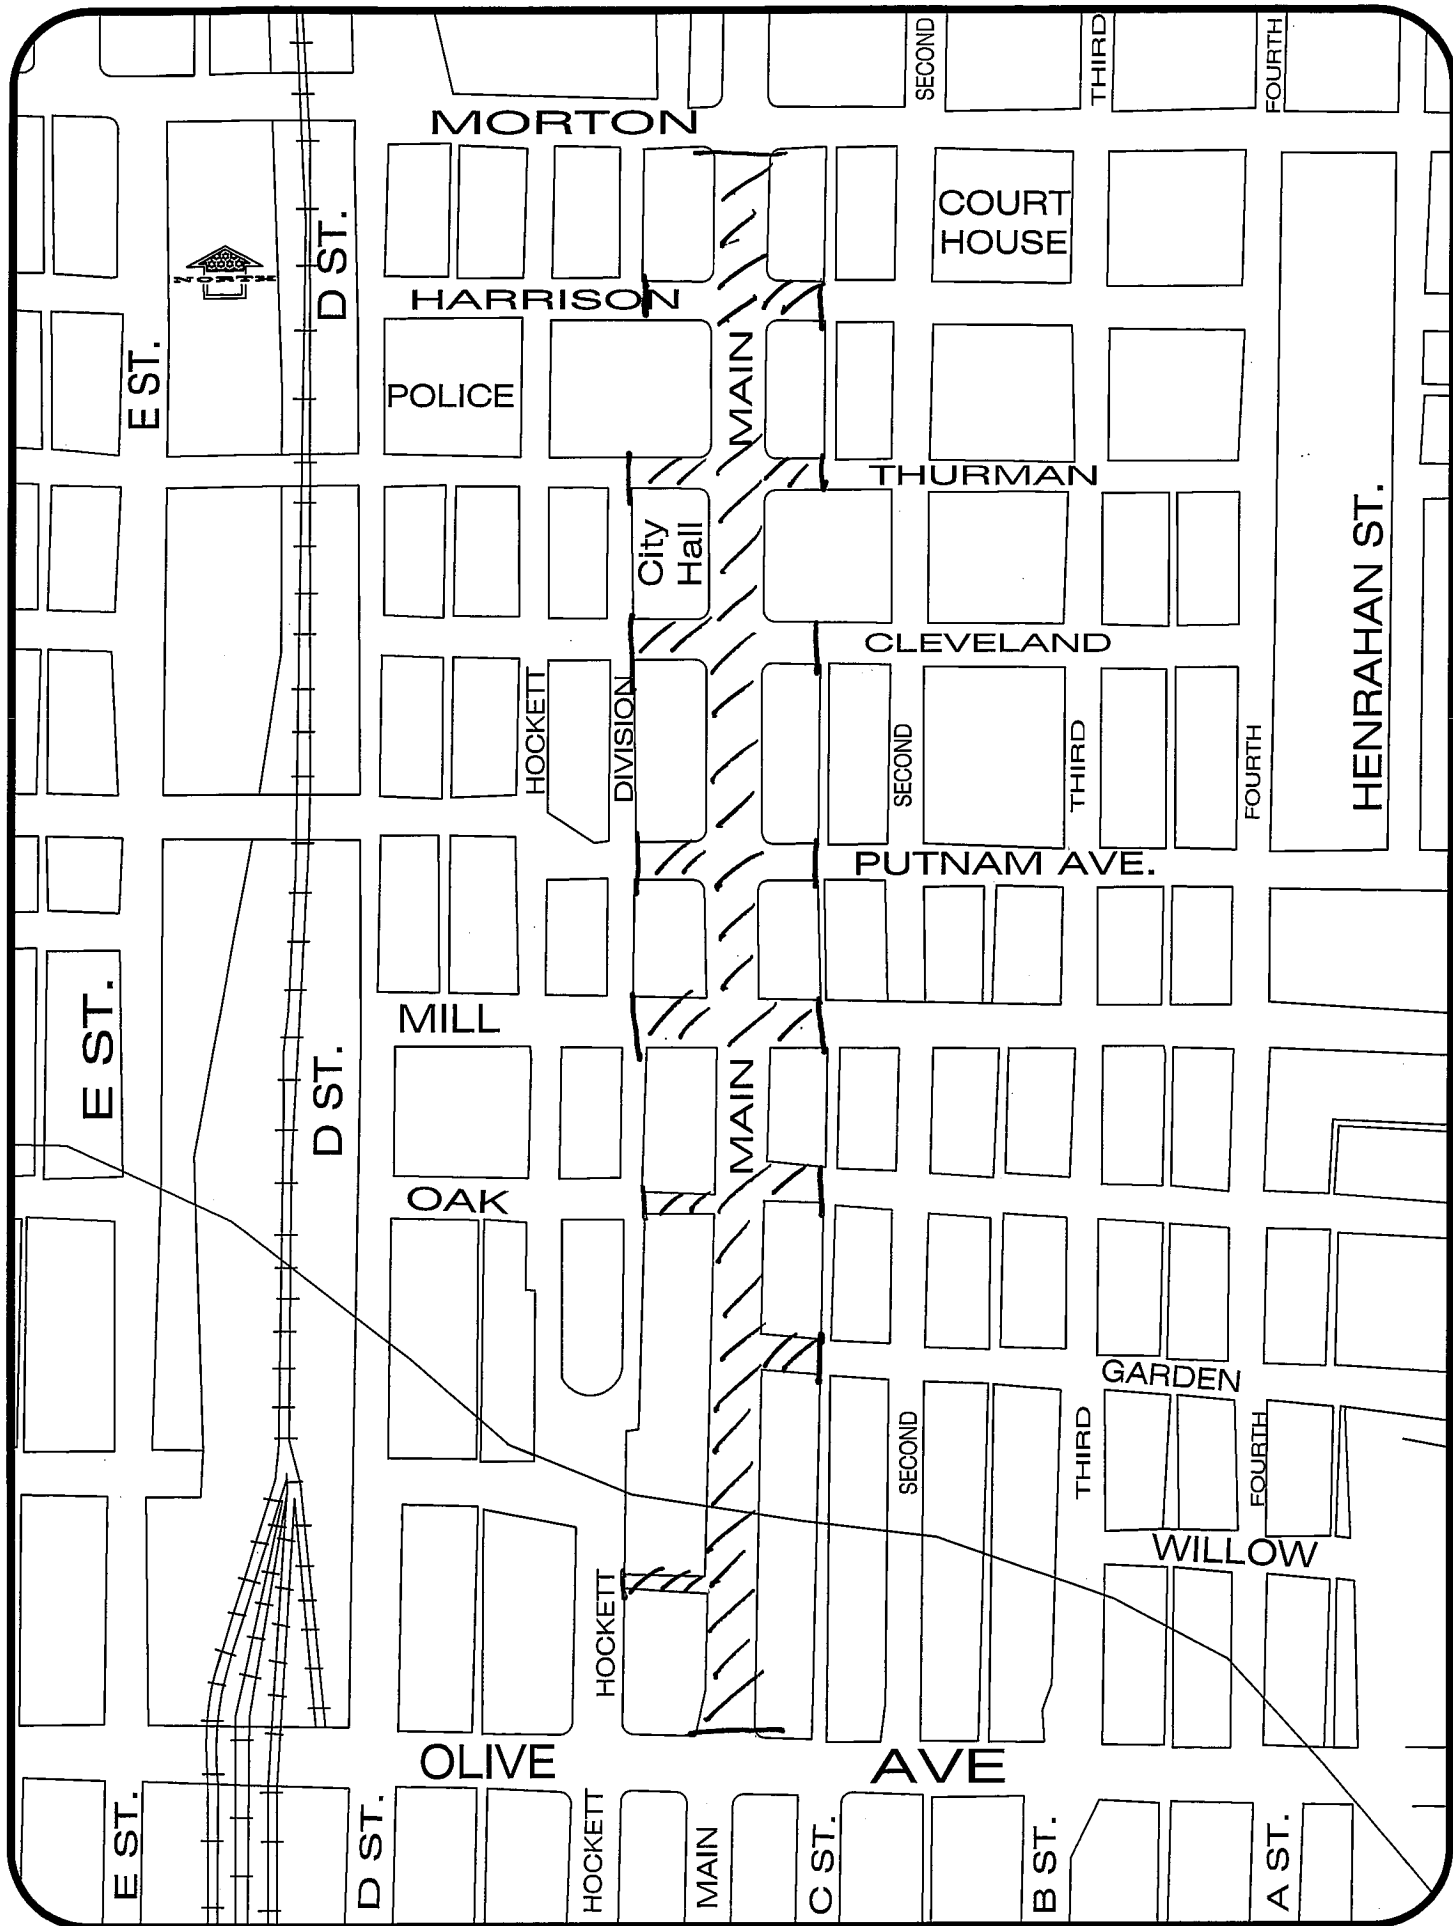 SECOND
THIRD
FOURTH
MORTON
COURT
HOUSE
NORTH
D ST.
HARRISON
E ST.
POLICE
MAIN
THURMAN
City
Hall
HENRAHAN ST.
CLEVELAND
HOCKETT
DIVISION
SECOND
THIRD
FOURTH
PUTNAM AVE.
E ST.
MILL
D ST.
MAIN
OAK
GARDEN
SECOND
THIRD
FOURTH
WILLOW
HOCKETT
OLIVE AVE
E ST.
D ST.
HOCKETT
MAIN
C ST.
B ST.
A ST.